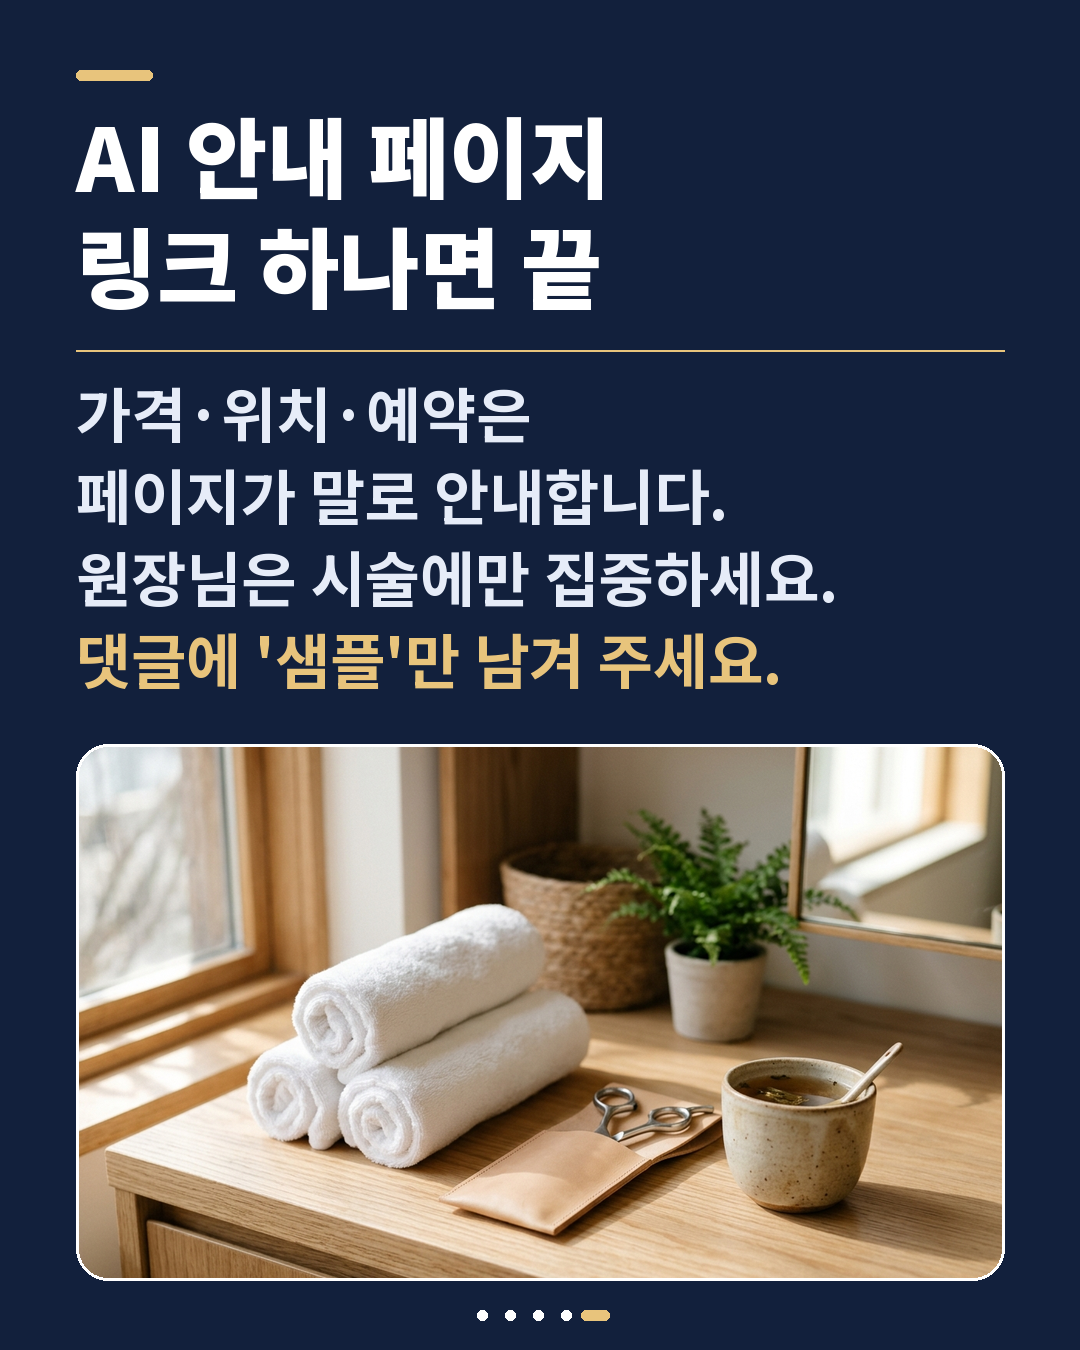 AI 안내 페이지
링크 하나면 끝
가격·위치·예약은
페이지가 말로 안내합니다.
원장님은 시술에만 집중하세요.
댓글에 '샘플'만 남겨 주세요.